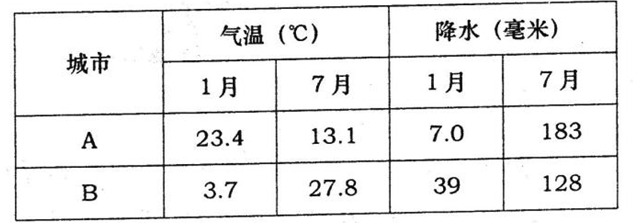 城市 气温（℃） 降水（毫米）
1月 7月 1月 7月
A 23.4 13.1 7.0 183
B 3.7 27.8 39 128